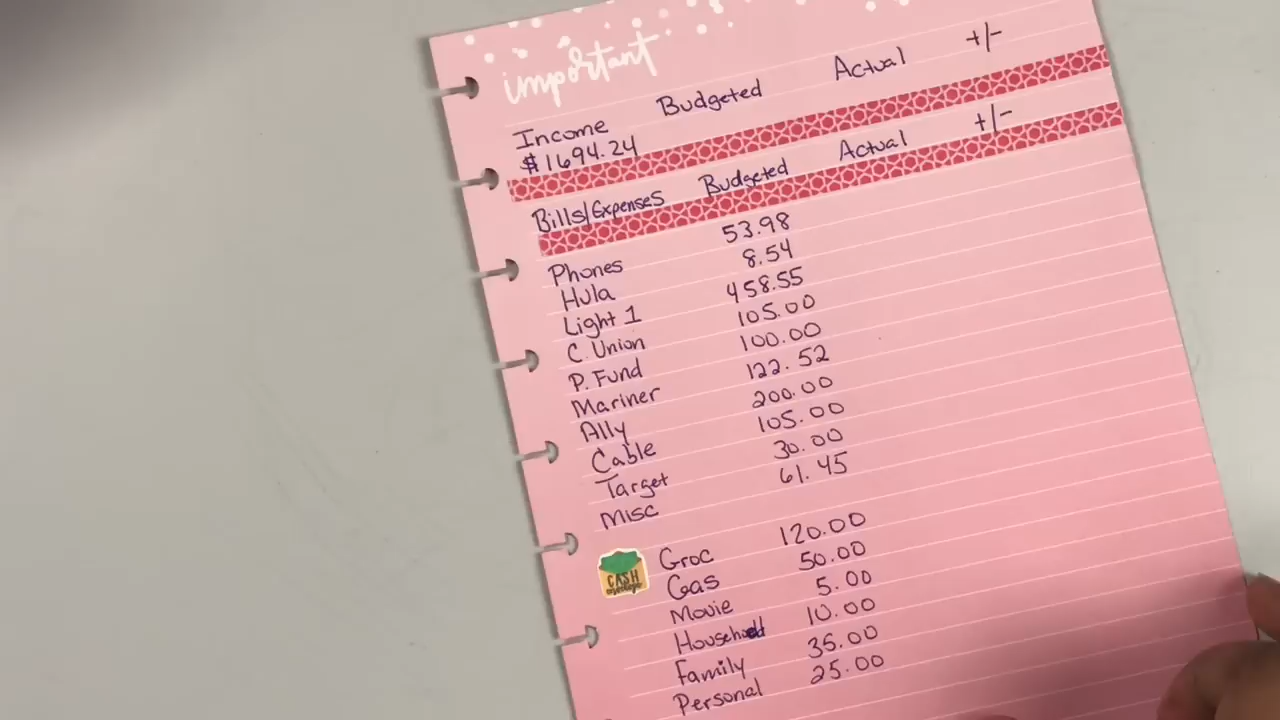 important
Income Budgeted Actual +/-
$1694.24
Bills/Expenses Budgeted Actual +/-
Phones 53.98
Hula 8.54
Light 1 458.55
C. Union 105.00
P. Fund 100.00
Mariner 122.52
Ally 200.00
Cable 105.00
Target 30.00
Misc 61.45
Groc 120.00
CASH
Gas 50.00
Movie 5.00
Household 10.00
Family 35.00
Personal 25.00